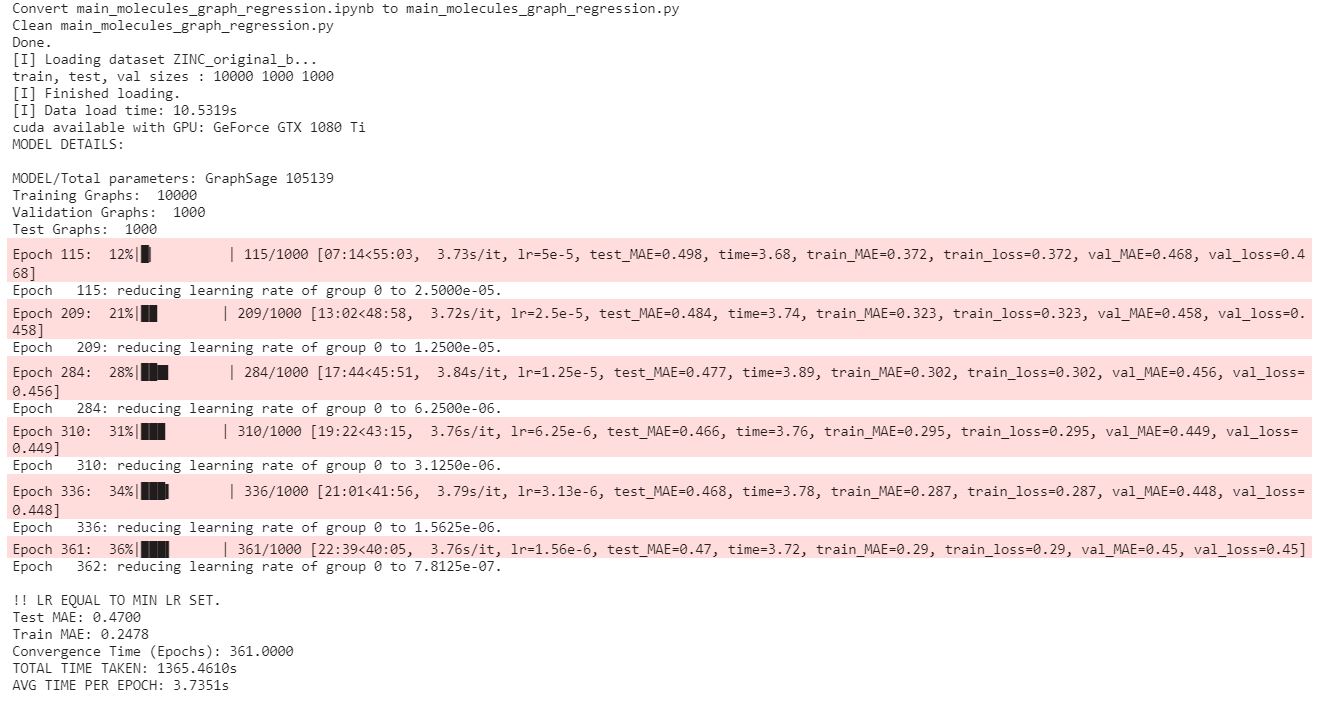 Convert main_molecules_graph_regression.ipynb to main_molecules_graph_regression.py
Clean main_molecules_graph_regression.py
Done.
[I] Loading dataset ZINC_original_b...
train, test, val sizes : 10000 1000 1000
[I] Finished loading.
[I] Data load time: 10.5319s
cuda available with GPU: GeForce GTX 1080 Ti
MODEL DETAILS:
MODEL/Total parameters: GraphSage 105139
Training Graphs:  10000
Validation Graphs:  1000
Test Graphs:  1000
Epoch 115:  12%|█▏        | 115/1000 [07:14<55:03,  3.73s/it, lr=5e-5, test_MAE=0.498, time=3.68, train_MAE=0.372, train_loss=0.372, val_MAE=0.468, val_loss=0.4
68]
Epoch   115: reducing learning rate of group 0 to 2.5000e-05.
Epoch 209:  21%|██        | 209/1000 [13:02<48:58,  3.72s/it, lr=2.5e-5, test_MAE=0.484, time=3.74, train_MAE=0.323, train_loss=0.323, val_MAE=0.458, val_loss=0.
458]
Epoch   209: reducing learning rate of group 0 to 1.2500e-05.
Epoch 284:  28%|██▊       | 284/1000 [17:44<45:51,  3.84s/it, lr=1.25e-5, test_MAE=0.477, time=3.89, train_MAE=0.302, train_loss=0.302, val_MAE=0.456, val_loss=
0.456]
Epoch   284: reducing learning rate of group 0 to 6.2500e-06.
Epoch 310:  31%|███       | 310/1000 [19:22<43:15,  3.76s/it, lr=6.25e-6, test_MAE=0.466, time=3.76, train_MAE=0.295, train_loss=0.295, val_MAE=0.449, val_loss=
0.449]
Epoch   310: reducing learning rate of group 0 to 3.1250e-06.
Epoch 336:  34%|███▎      | 336/1000 [21:01<41:56,  3.79s/it, lr=3.13e-6, test_MAE=0.468, time=3.78, train_MAE=0.287, train_loss=0.287, val_MAE=0.448, val_loss=
0.448]
Epoch   336: reducing learning rate of group 0 to 1.5625e-06.
Epoch 361:  36%|███▌      | 361/1000 [22:39<40:05,  3.76s/it, lr=1.56e-6, test_MAE=0.47, time=3.72, train_MAE=0.29, train_loss=0.29, val_MAE=0.45, val_loss=0.45]
Epoch   362: reducing learning rate of group 0 to 7.8125e-07.
!! LR EQUAL TO MIN LR SET.
Test MAE: 0.4700
Train MAE: 0.2478
Convergence Time (Epochs): 361.0000
TOTAL TIME TAKEN: 1365.4610s
AVG TIME PER EPOCH: 3.7351s